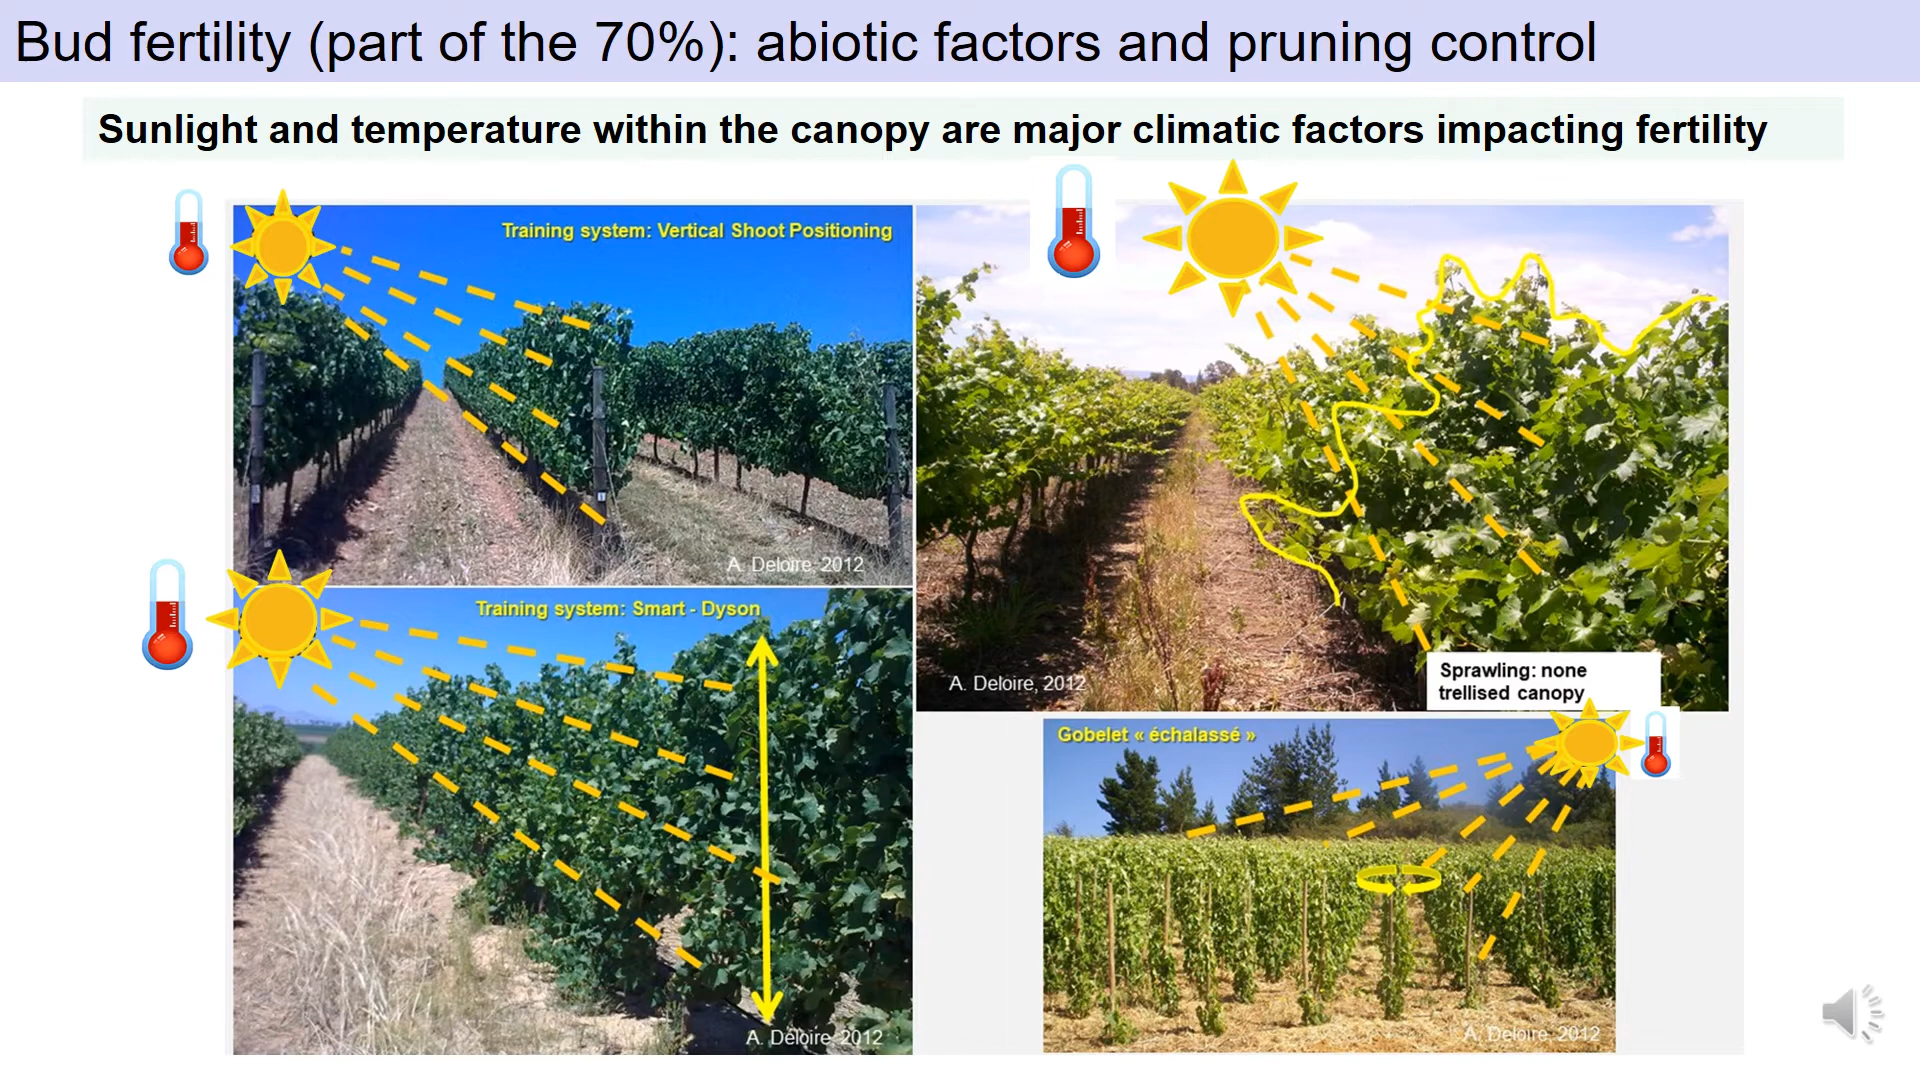 Bud fertility (part of the 70%): abiotic factors and pruning control
Sunlight and temperature within the canopy are major climatic factors impacting fertility
Training system: Vertical Shoot Positioning
A. Deloire, 2012
Training system: Smart - Dyson
A. Deloire, 2012
A. Deloire, 2012
Sprawling: none
trellised canopy
Gobelet « échalassé »
A. Deloire, 2012